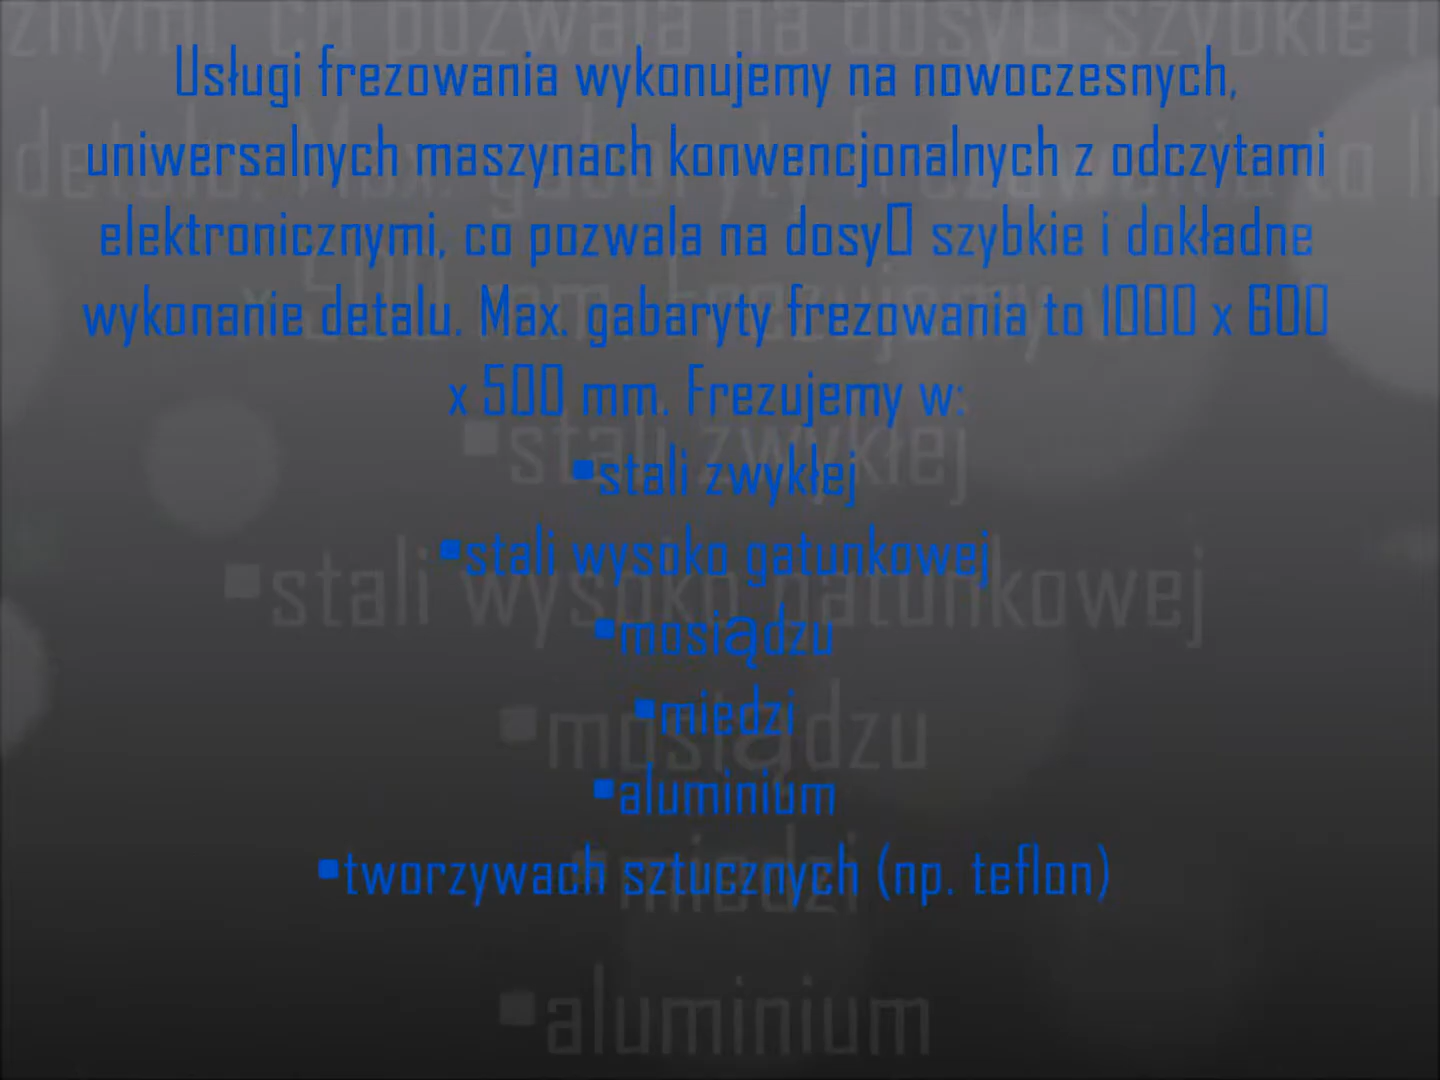 Usługi frezowania wykonujemy na nowoczesnych,
uniwersalnych maszynach konwencjonalnych z odczytami
elektronicznymi, co pozwala na dosy▯ szybkie i dokładne
wykonanie detalu. Max. gabaryty frezowania to 1000 x 600
x 500 mm. Frezujemy w:
▪stali zwykłej
▪stali wysoko gatunkowej
▪mosiądzu
▪miedzi
▪aluminium
▪tworzywach sztucznych (np. teflon)